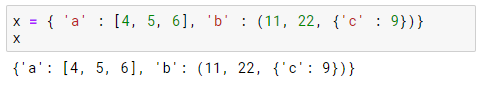 x = { 'a' : [4, 5, 6], 'b' : (11, 22, {'c' : 9})}
x
{'a': [4, 5, 6], 'b': (11, 22, {'c': 9})}